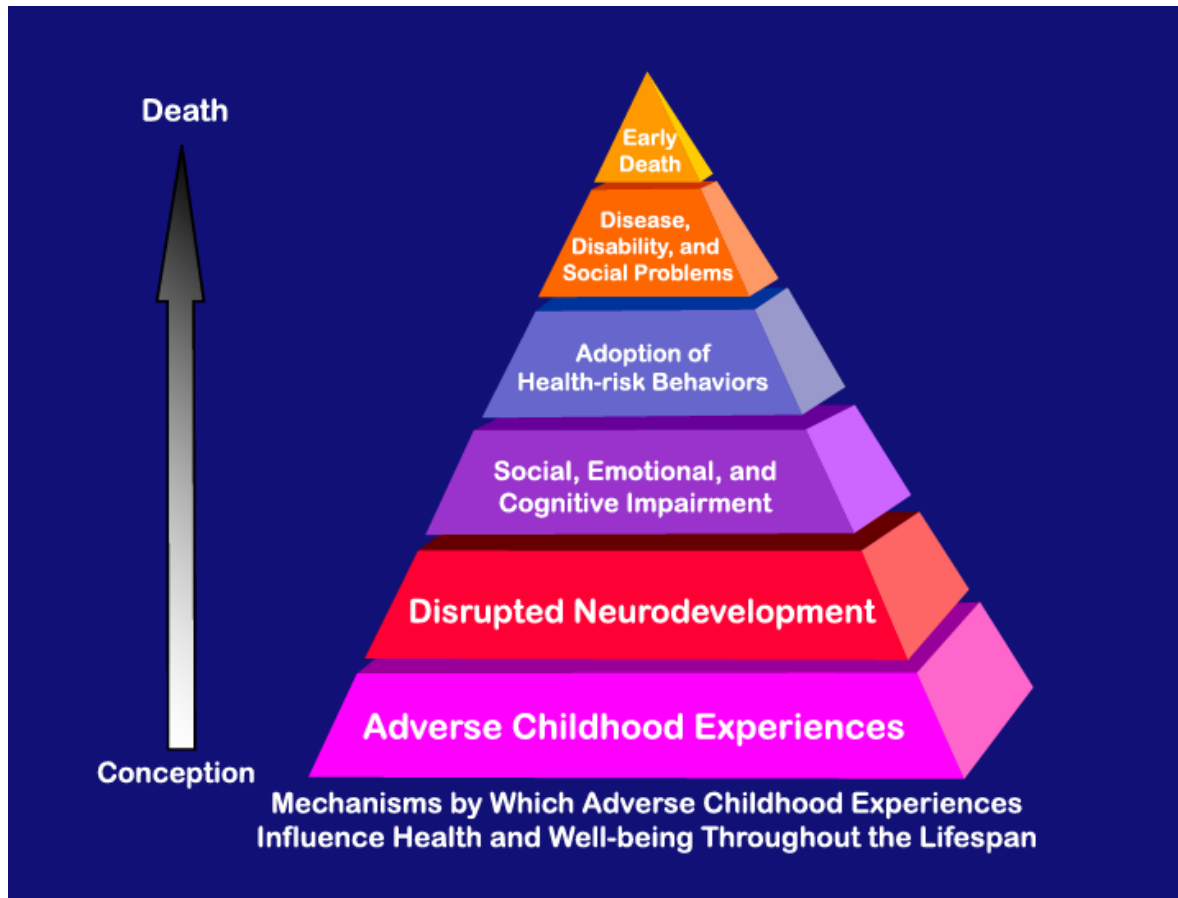 Death
Conception
Early
Death
Disease,
Disability, and
Social Problems
Adoption of
Health-risk Behaviors
Social, Emotional, and
Cognitive Impairment
Disrupted Neurodevelopment
Adverse Childhood Experiences
Mechanisms by Which Adverse Childhood Experiences
Influence Health and Well-being Throughout the Lifespan